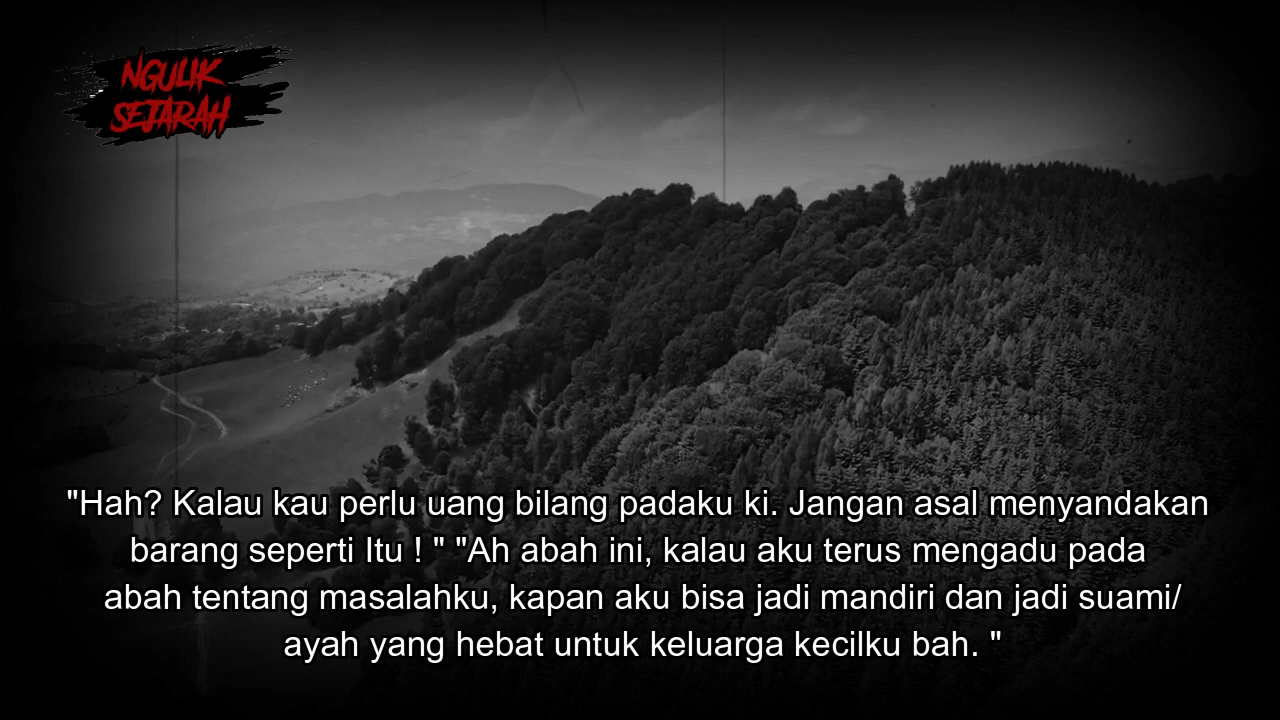 NGULIK
SEJARAH
"Hah? Kalau kau perlu uang bilang padaku ki. Jangan asal menyandakan
barang seperti Itu ! " "Ah abah ini, kalau aku terus mengadu pada
abah tentang masalahku, kapan aku bisa jadi mandiri dan jadi suami/
ayah yang hebat untuk keluarga kecilku bah. "